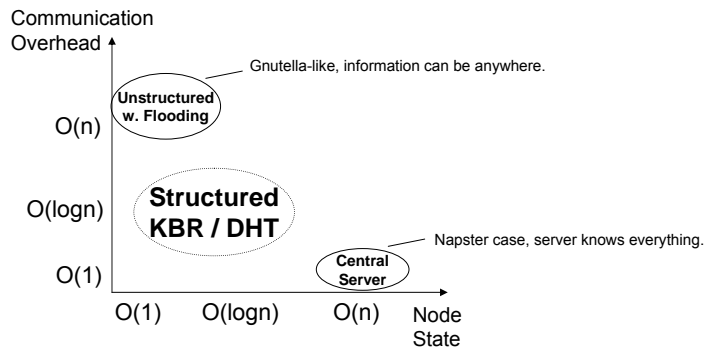 Communication
Overhead
Gnutella-like, information can be anywhere.
Unstructured
w. Flooding
O(n)
Structured
KBR / DHT
O(logn)
Napster case, server knows everything.
Central
Server
O(1)
O(1) O(logn) O(n) Node
State